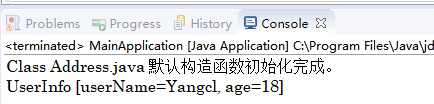 Problems Progress History Console
<terminated> MainApplication [Java Application] C:\Program Files\Java\jd
Class Address.java 默认构造函数初始化完成。
UserInfo [userName=Yangcl, age=18]